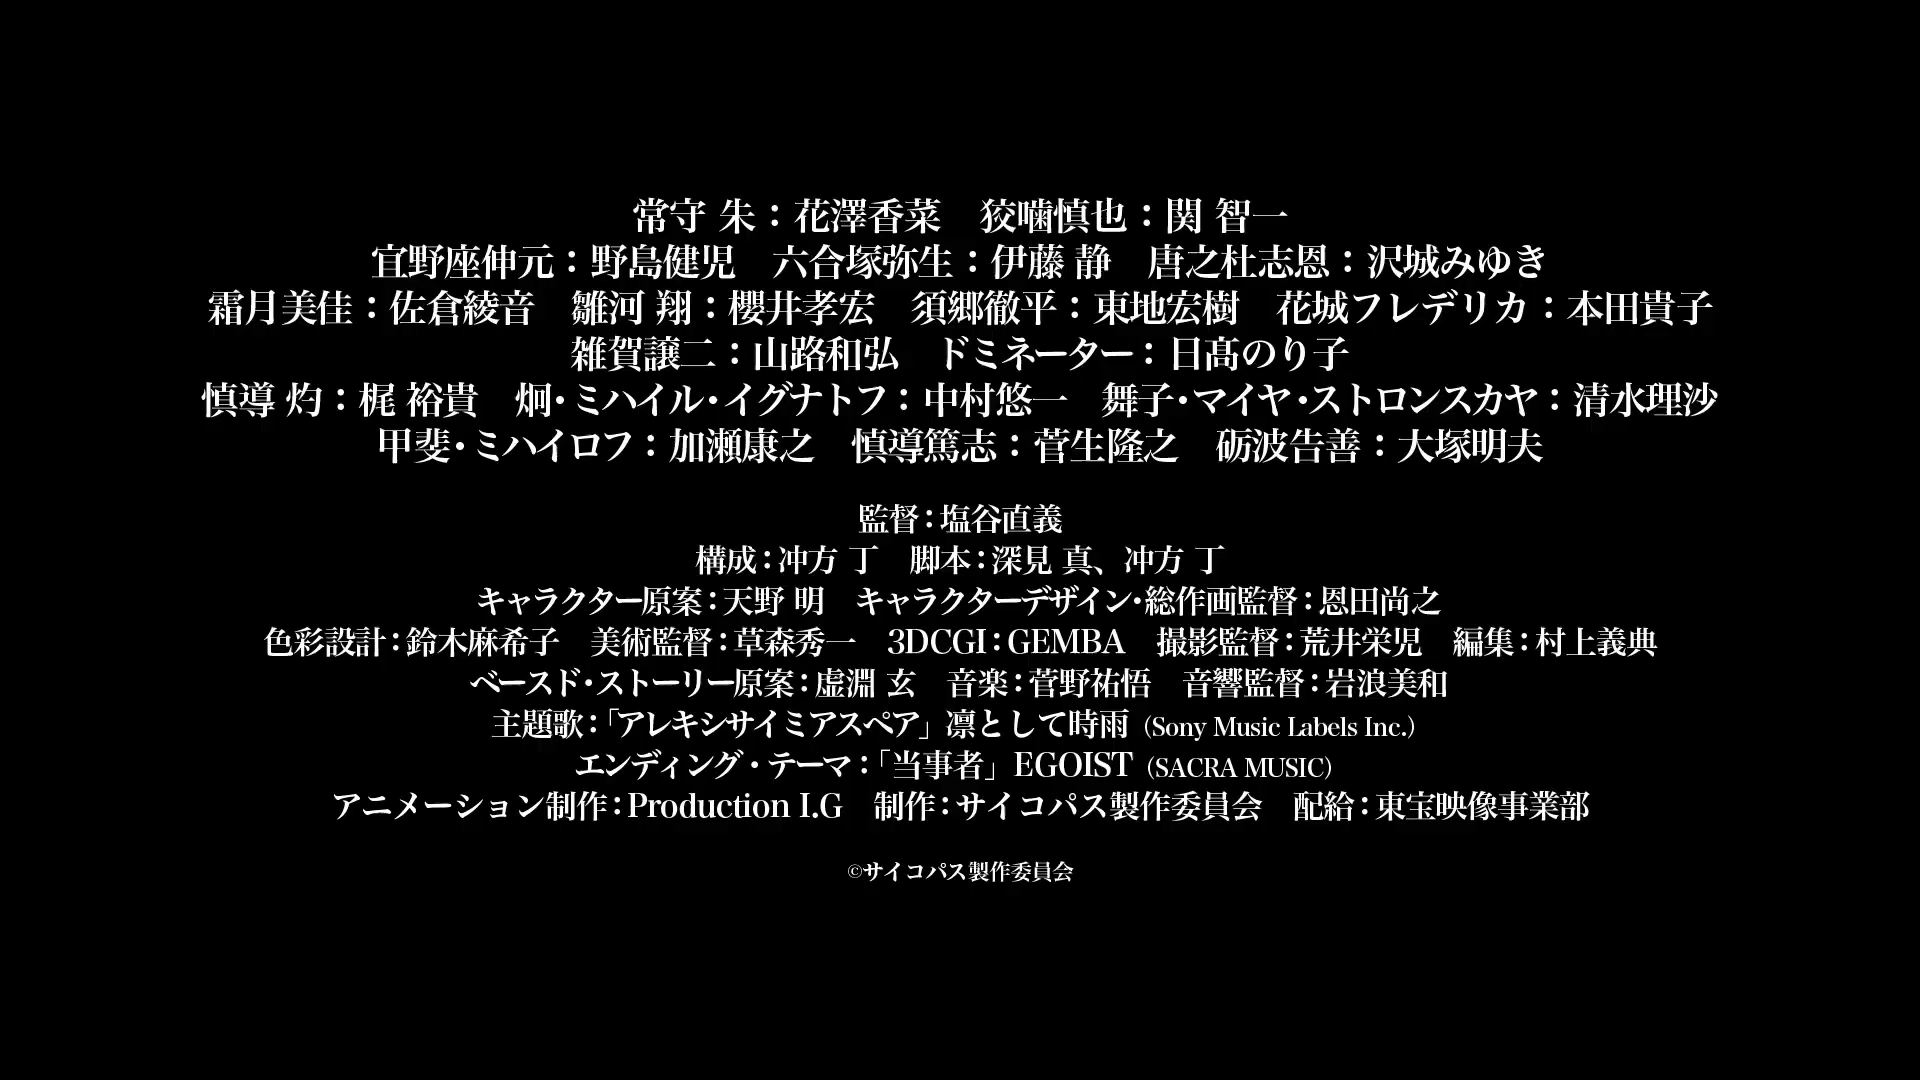 常守 朱：花澤香菜　狡噛慎也：関 智一
宜野座伸元：野島健児　六合塚弥生：伊藤 静　唐之杜志恩：沢城みゆき
霜月美佳：佐倉綾音　雛河 翔：櫻井孝宏　須郷徹平：東地宏樹　花城フレデリカ：本田貴子
雑賀譲二：山路和弘　ドミネーター：日髙のり子
慎導 灼：梶 裕貴　炯・ミハイル・イグナトフ：中村悠一　舞子・マイヤ・ストロンスカヤ：清水理沙
甲斐・ミハイロフ：加瀬康之　慎導篤志：菅生隆之　砺波告善：大塚明夫
監督：塩谷直義
構成：冲方 丁　脚本：深見 真、冲方 丁
キャラクター原案：天野 明　キャラクターデザイン・総作画監督：恩田尚之
色彩設計：鈴木麻希子　美術監督：草森秀一　3DCGI：GEMBA　撮影監督：荒井栄児　編集：村上義典
ベースド・ストーリー原案：虚淵 玄　音楽：菅野祐悟　音響監督：岩浪美和
主題歌：「アレキシサイミアスペア」凛として時雨（Sony Music Labels Inc.）
エンディング・テーマ：「当事者」EGOIST（SACRA MUSIC）
アニメーション制作：Production I.G　制作：サイコパス製作委員会　配給：東宝映像事業部
©サイコパス製作委員会